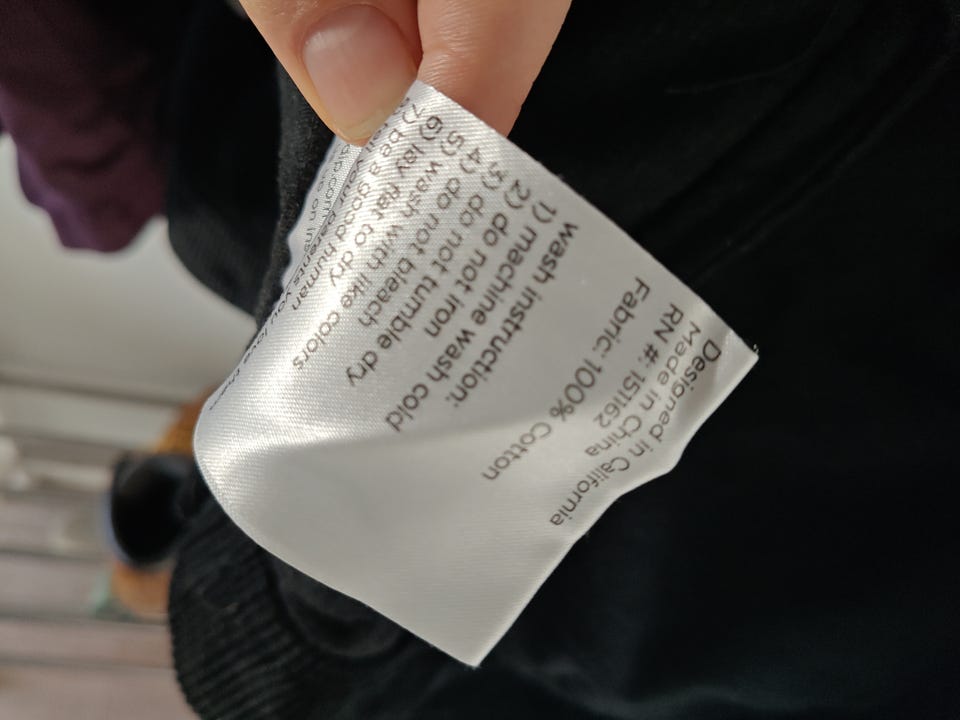 Designed in California
Made in China
RN #: 151162
Fabric: 100% Cotton
wash instruction:
1) machine wash cold
2) do not iron
3) do not tumble dry
4) do not bleach
5) wash with like colors
6) lay flat to dry
7) be a good human